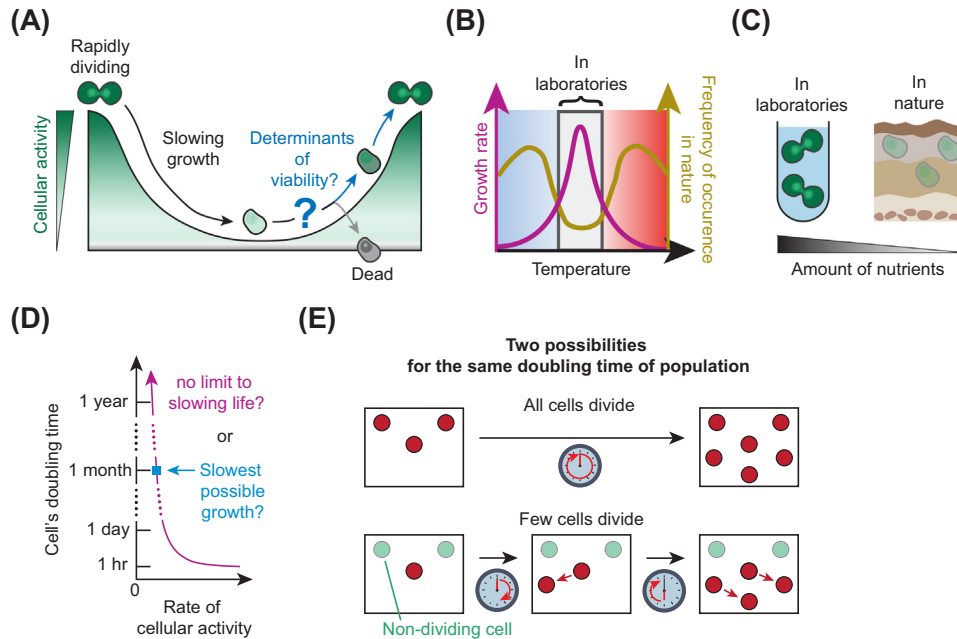 (A)
Rapidly
dividing
Cellular activity
Slowing
growth
Determinants
of
viability?
?
Dead
(B)
In
laboratories
Growth rate
Frequency of occurence
in nature
Temperature
(C)
In
laboratories
In
nature
Amount of nutrients
(D)
Cell's doubling time
1 year
1 month
1 day
1 hr
0
no limit to
slowing life?
or
Slowest
possible
growth?
Rate of
cellular activity
(E)
Two possibilities
for the same doubling time of population
All cells divide
Few cells divide
Non-dividing cell